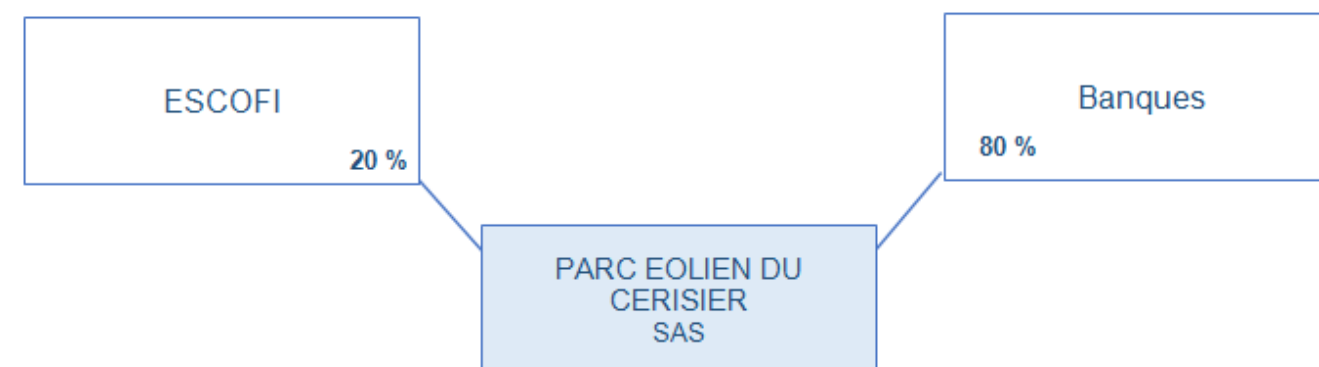 ESCOFI
20 %
Banques
80 %
PARC EOLIEN DU
CERISIER
SAS